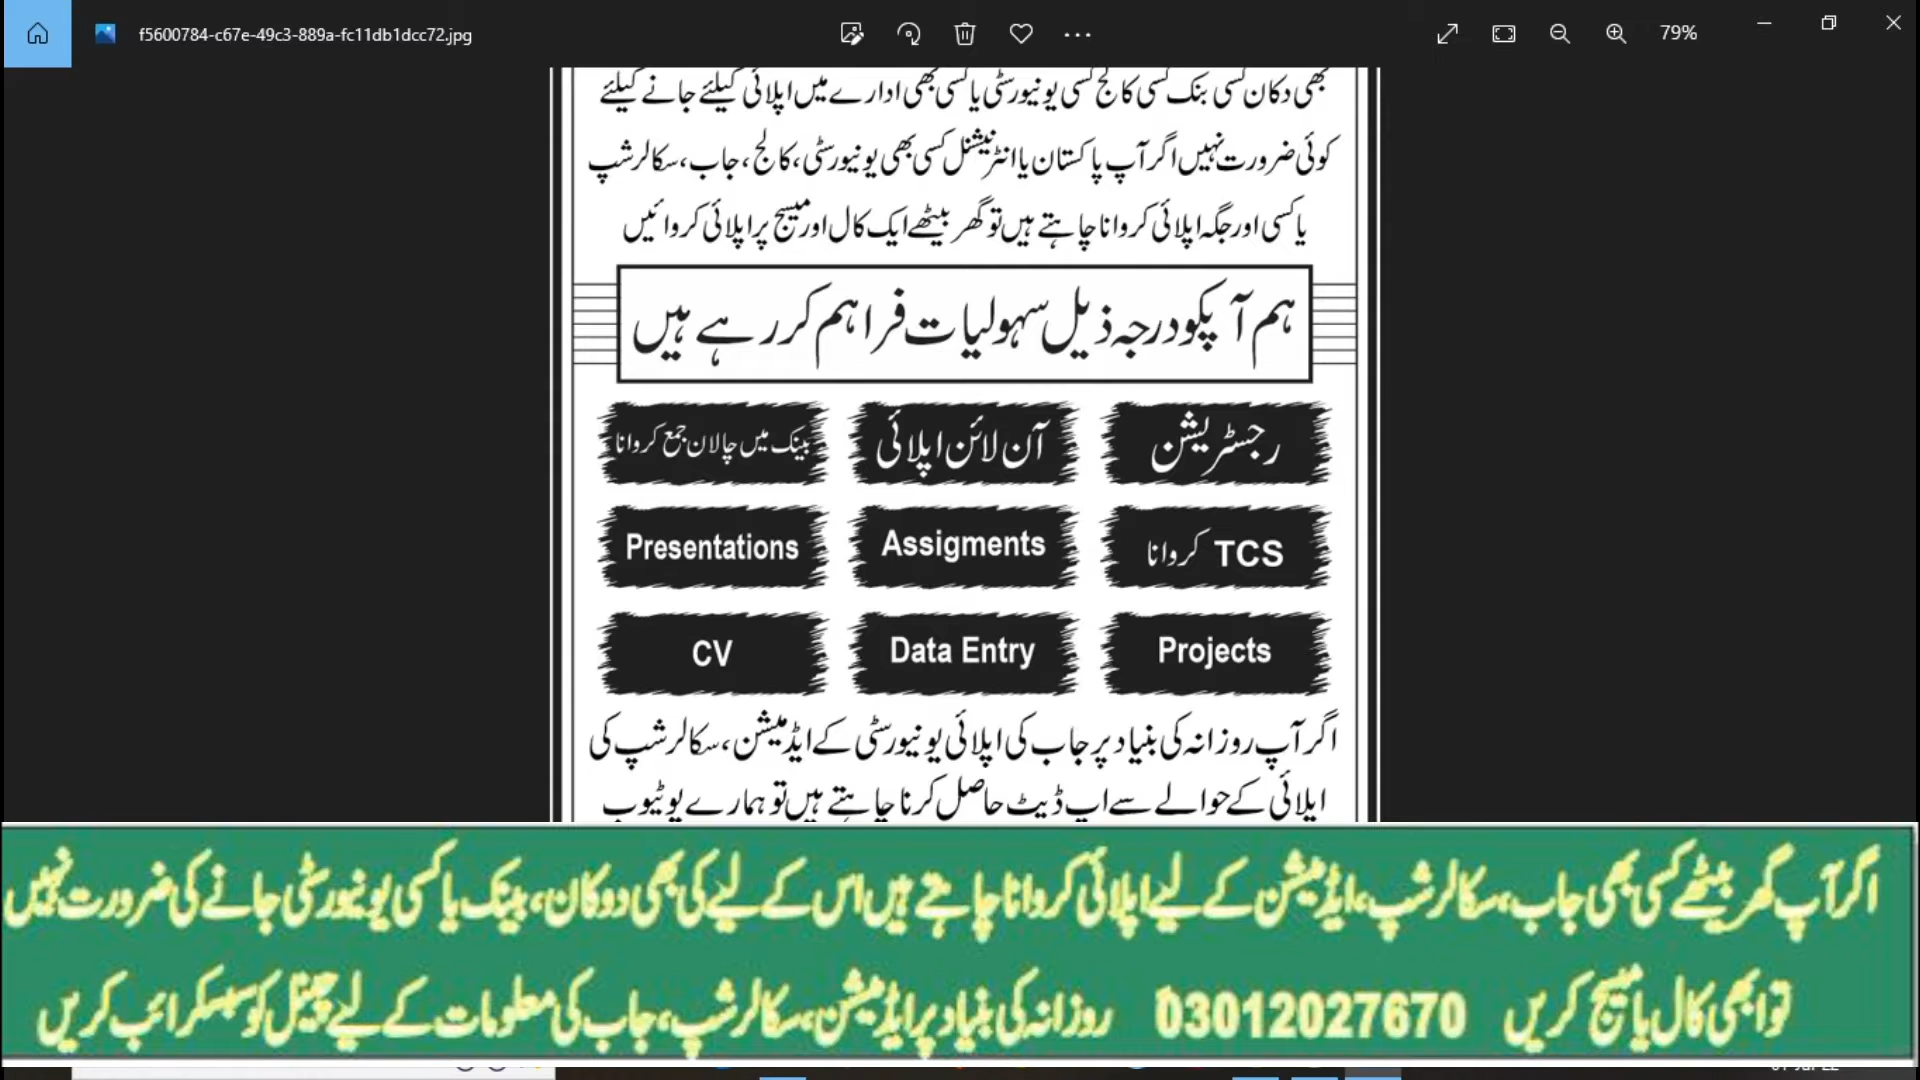 f5600784-c67e-49c3-889a-fc11db1dcc72.jpg
79%
بھی دکان کسی بنک کسی کالج کسی یونیورسٹی یا کسی بھی ادارے میں اپلائی کیلئے جانے کیلئے
کوئی ضرورت نہیں اگر آپ پاکستان یا انٹرنیشنل کسی بھی یونیورسٹی، کالج، جاب، سکالرشپ
یا کسی اور جگہ اپلائی کروانا چاہتے ہیں تو گھر بیٹھے ایک کال اور میسج پر اپلائی کروائیں
ہم آپکو درجہ ذیل سہولیات فراہم کر رہے ہیں
رجسٹریشن
آن لائن اپلائی
بینک میں چالان جمع کروانا
TCS کروانا
Assigments
Presentations
Projects
Data Entry
CV
اگر آپ روزانہ کی بنیاد پر جاب کی اپلائی یونیورسٹی کے ایڈمیشن، سکالرشپ کی
اپلائی کے حوالے سے اپ ڈیٹ حاصل کرنا چاہتے ہیں تو ہمارے یوٹیوب
اگر آپ گھر بیٹھے کسی بھی جاب، سکالرشپ، ایڈمیشن کے لیے اپلائی کروانا چاہتے ہیں اس کے لیے کی بھی دوکان، بینک یا کسی یونیورسٹی جانے کی ضرورت نہیں
تو ابھی کال یا میسج کریں 03012027670 روزانہ کی بنیاد پر ایڈمیشن، سکالرشپ، جاب کی معلومات کے لیے چینل کو سبسکرائب کریں